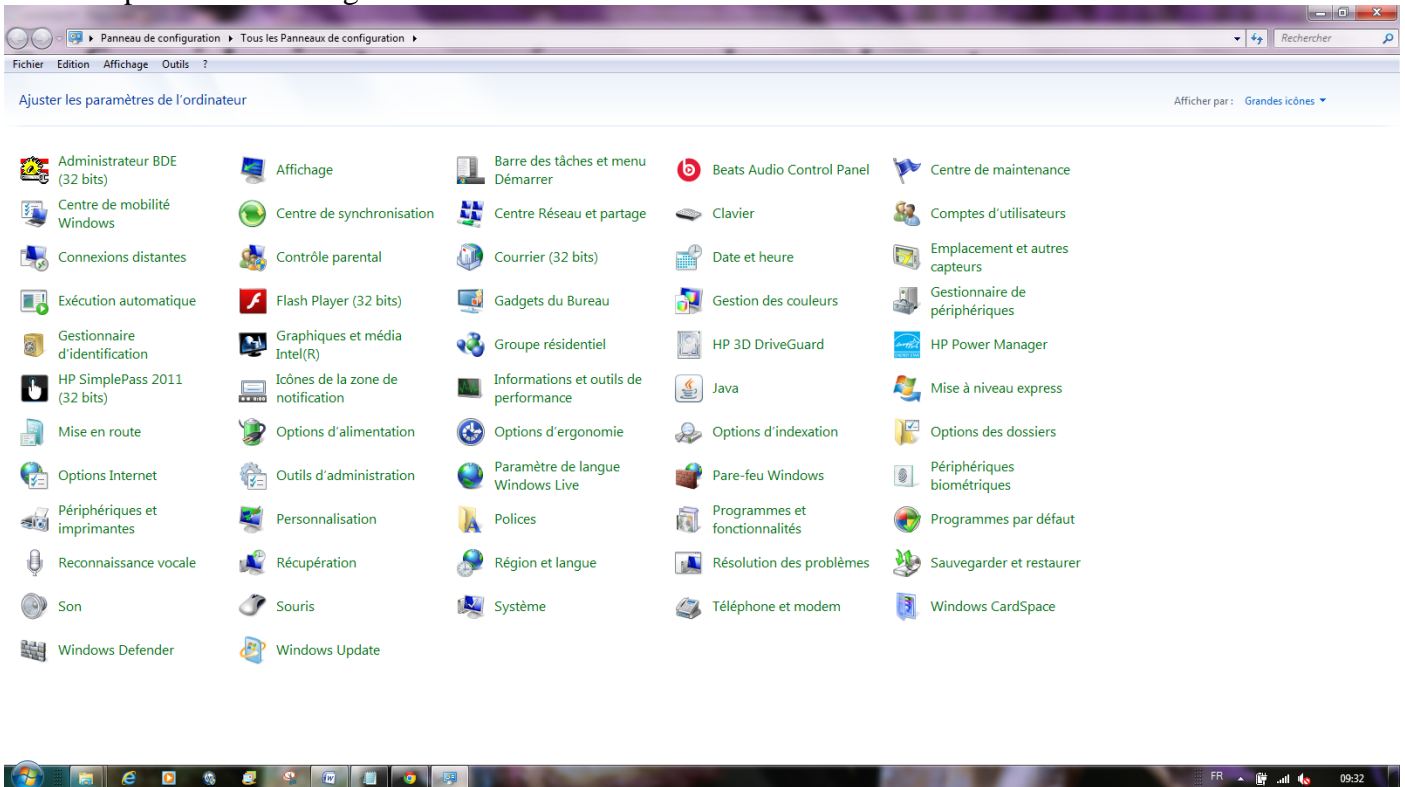 Panneau de configuration ▸ Tous les Panneaux de configuration ▸
Rechercher
Fichier Edition Affichage Outils ?
Ajuster les paramètres de l'ordinateur
Afficher par : Grandes icônes
Administrateur BDE
(32 bits)
Affichage
Barre des tâches et menu
Démarrer
Beats Audio Control Panel
Centre de maintenance
Centre de mobilité
Windows
Centre de synchronisation
Centre Réseau et partage
Clavier
Comptes d'utilisateurs
Connexions distantes
Contrôle parental
Courrier (32 bits)
Date et heure
Emplacement et autres
capteurs
Exécution automatique
Flash Player (32 bits)
Gadgets du Bureau
Gestion des couleurs
Gestionnaire de
périphériques
Gestionnaire
d'identification
Graphiques et média
Intel(R)
Groupe résidentiel
HP 3D DriveGuard
HP Power Manager
HP SimplePass 2011
(32 bits)
Icônes de la zone de
notification
Informations et outils de
performance
Java
Mise à niveau express
Mise en route
Options d'alimentation
Options d'ergonomie
Options d'indexation
Options des dossiers
Options Internet
Outils d'administration
Paramètre de langue
Windows Live
Pare-feu Windows
Périphériques
biométriques
Périphériques et
imprimantes
Personnalisation
Polices
Programmes et
fonctionnalités
Programmes par défaut
Reconnaissance vocale
Récupération
Région et langue
Résolution des problèmes
Sauvegarder et restaurer
Son
Souris
Système
Téléphone et modem
Windows CardSpace
Windows Defender
Windows Update
FR
09:32